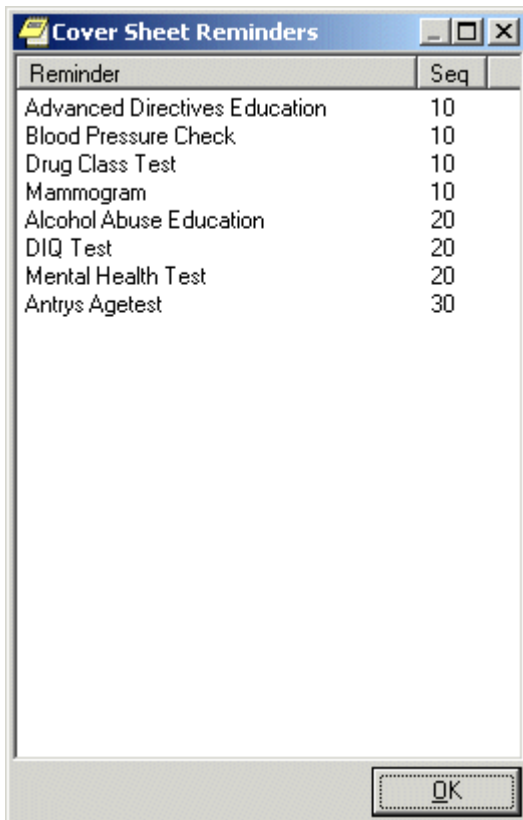 Cover Sheet Reminders
Reminder Seq
Advanced Directives Education 10
Blood Pressure Check 10
Drug Class Test 10
Mammogram 10
Alcohol Abuse Education 20
DIQ Test 20
Mental Health Test 20
Antrys Agetest 30
OK